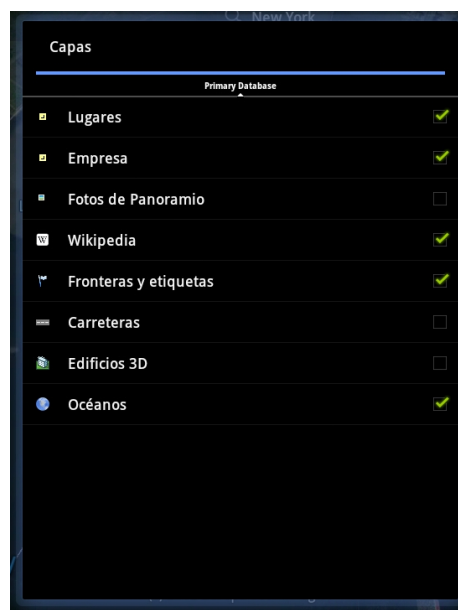 New York
Capas
Primary Database
Lugares
Empresa
Fotos de Panoramio
W Wikipedia
Fronteras y etiquetas
Carreteras
Edificios 3D
Océanos